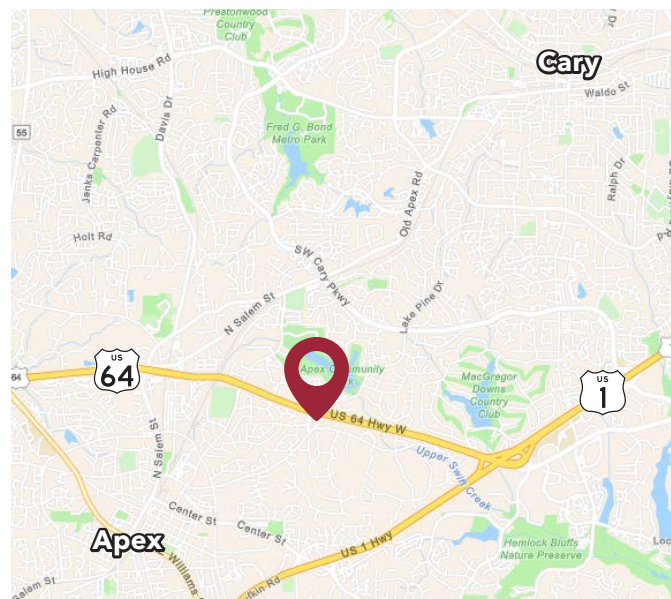 Prestonwood
Country
Club
Cary
High House Rd
Waldo St
Davis Dr
55
Fred G. Bond
Metro Park
Jenks Carpenter Rd
Ralph Dr
Old Apex Rd
Holt Rd
SW Cary Pkwy
N Salem St
Lake Pine Dr
US
64
64
Apex Community
MacGregor
Downs
Country
Club
US
1
US 64 Hwy W
N Salem St
Upper Swift Creek
Center St
Center St
Apex
US 1 Hwy
Hemlock Bluffs
Nature Preserve
Williams
Salem St